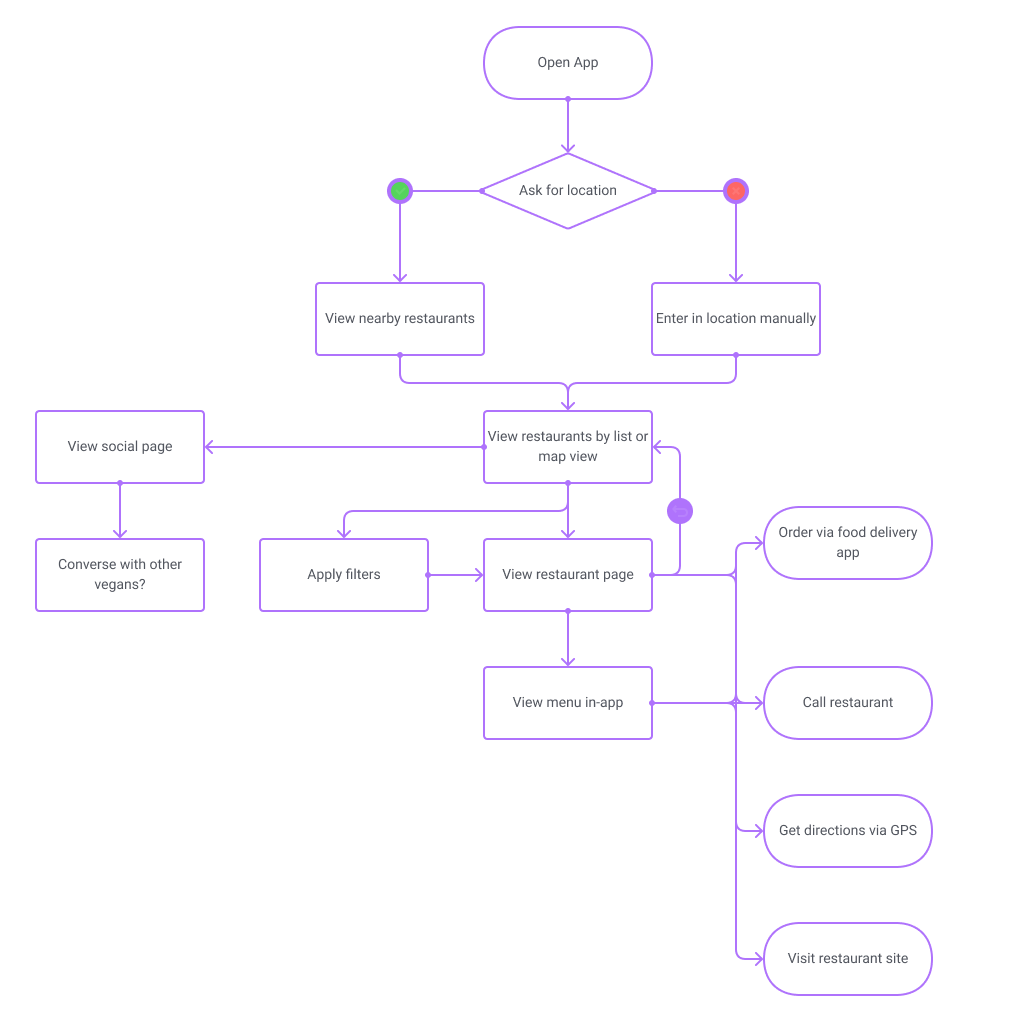 Open App
Ask for location
View nearby restaurants
Enter in location manually
View social page
View restaurants by list or
map view
Order via food delivery
app
Converse with other
vegans?
Apply filters
View restaurant page
View menu in-app
Call restaurant
Get directions via GPS
Visit restaurant site